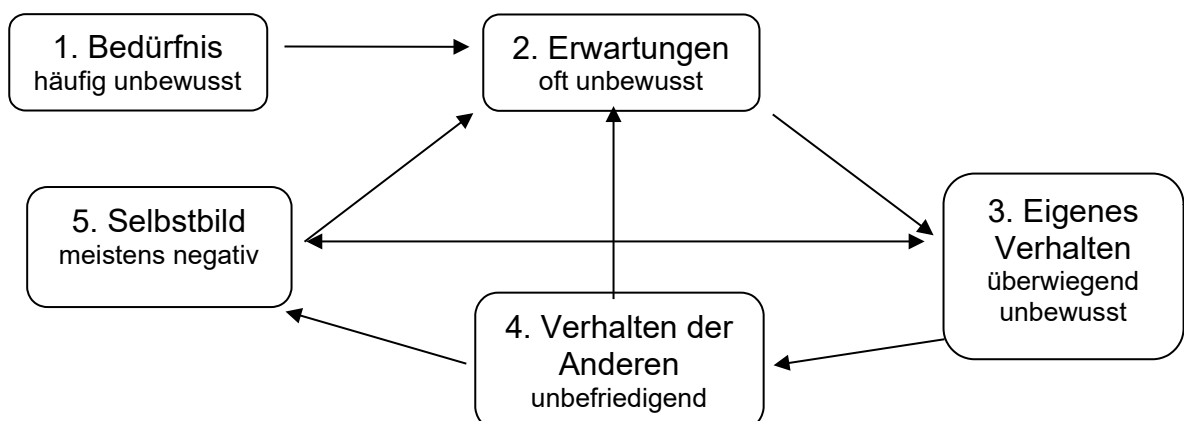 1. Bedürfnis
häufig unbewusst
2. Erwartungen
oft unbewusst
5. Selbstbild
meistens negativ
3. Eigenes
Verhalten
überwiegend
unbewusst
4. Verhalten der
Anderen
unbefriedigend